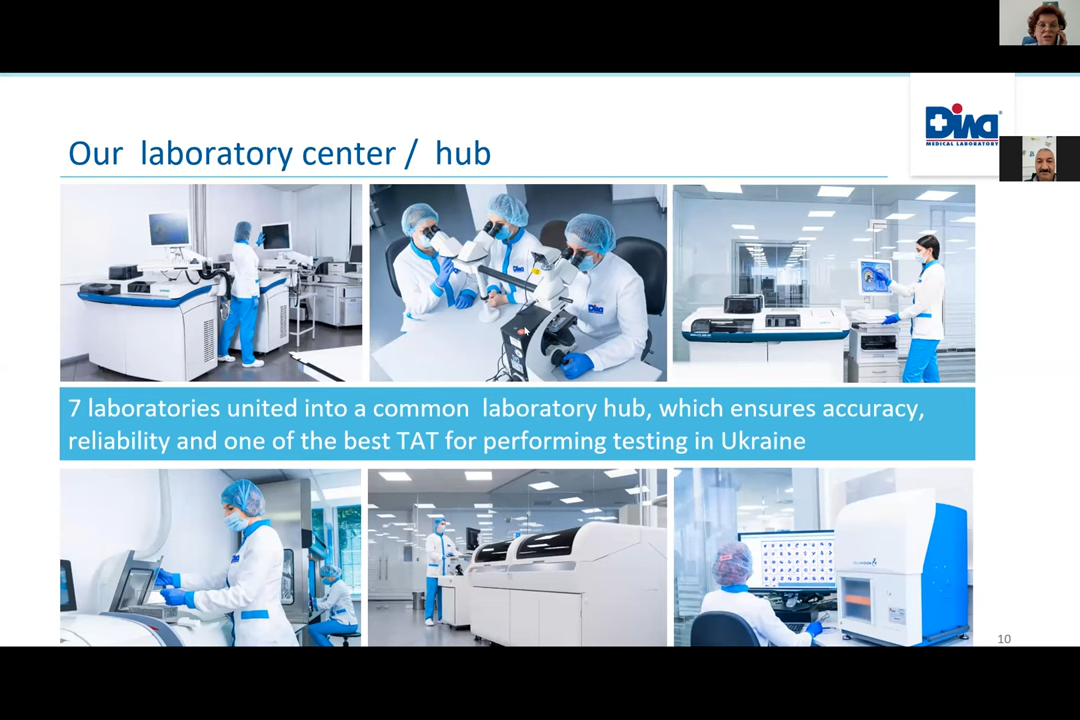 Our laboratory center / hub
Dila
MEDICAL LABORATORY
7 laboratories united into a common laboratory hub, which ensures accuracy,
reliability and one of the best TAT for performing testing in Ukraine
10